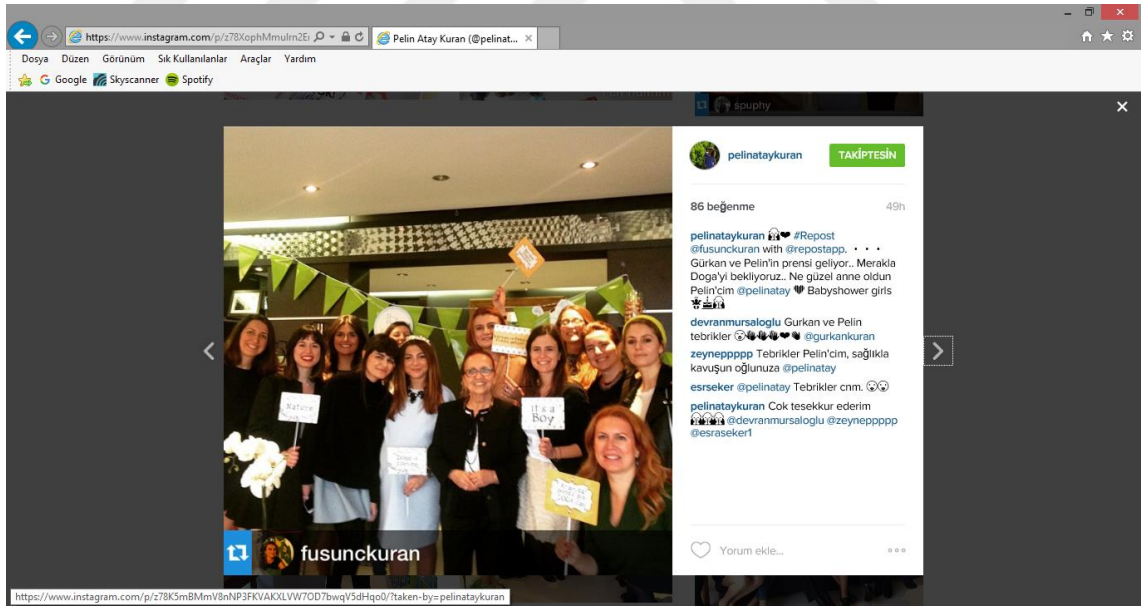 https://www.instagram.com/p/z78XophMmulrn2Er
Pelin Atay Kuran (@pelinat...
Dosya Düzen Görünüm Sık Kullanılanlar Araçlar Yardım
Google Skyscanner Spotify
spuphy
pelinataykuran TAKİPTESİN
86 beğenme 49h
pelinataykuran #Repost
@fusunckuran with @repostapp. · · ·
Gürkan ve Pelin'in prensi geliyor.. Merakla
Doga'yi bekliyoruz.. Ne güzel anne oldun
Pelin'cim @pelinatay Babyshower girls
devranmursaloglu Gurkan ve Pelin
tebrikler @gurkankuran
zeyneppppp Tebrikler Pelin'cim, sağlıkla
kavuşun oğlunuza @pelinatay
esrseker @pelinatay Tebrikler cnm.
pelinataykuran Cok tesekkur ederim
@devranmursaloglu @zeyneppppp
@esraseker1
Nature
It's a
Boy
fusunckuran
Yorum ekle...
https://www.instagram.com/p/z78K5mBMmV8nNP3FKVAKXLVW7OD7bwqV5dHqo0/?taken-by=pelinataykuran